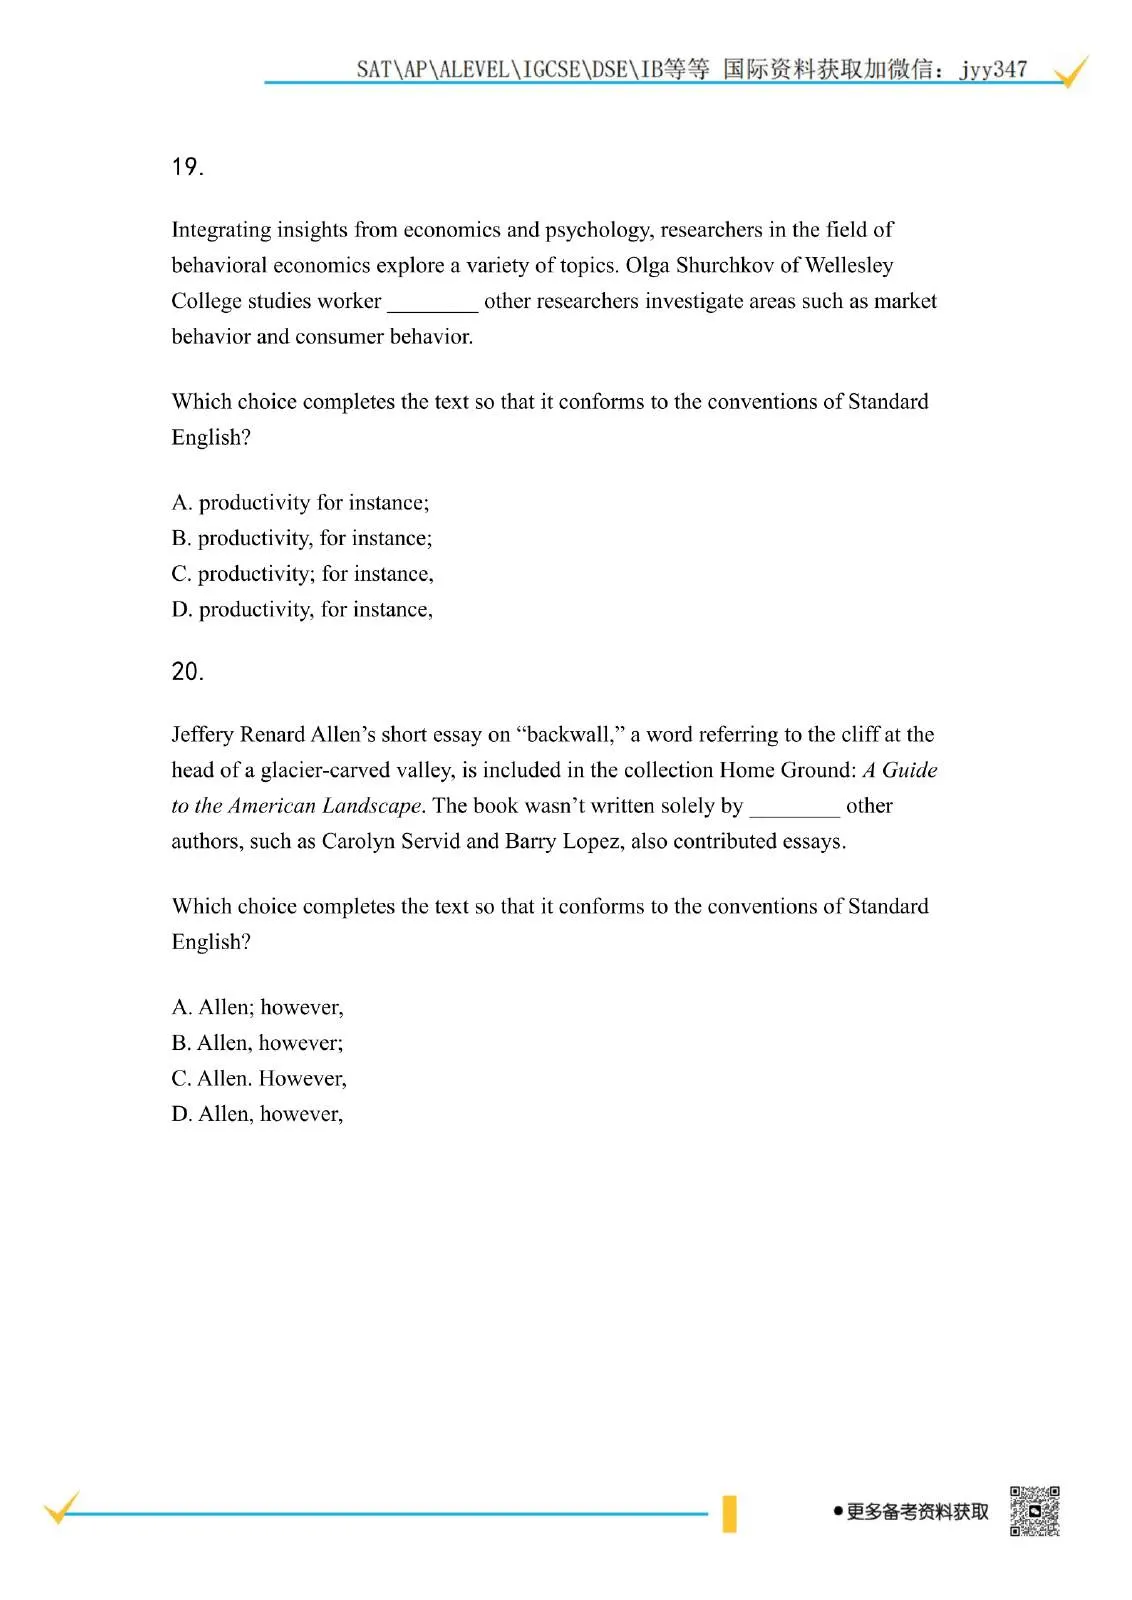 SAT\AP\ALEVEL\IGCSE\DSE\IB等等 国际资料获取加微信：jyy347
19.
Integrating insights from economics and psychology, researchers in the field of
behavioral economics explore a variety of topics. Olga Shurchkov of Wellesley
College studies worker ________ other researchers investigate areas such as market
behavior and consumer behavior.
Which choice completes the text so that it conforms to the conventions of Standard
English?
A. productivity for instance;
B. productivity, for instance;
C. productivity; for instance,
D. productivity, for instance,
20.
Jeffery Renard Allen’s short essay on “backwall,” a word referring to the cliff at the
head of a glacier-carved valley, is included in the collection Home Ground: A Guide
to the American Landscape. The book wasn’t written solely by ________ other
authors, such as Carolyn Servid and Barry Lopez, also contributed essays.
Which choice completes the text so that it conforms to the conventions of Standard
English?
A. Allen; however,
B. Allen, however;
C. Allen. However,
D. Allen, however,
●更多备考资料获取